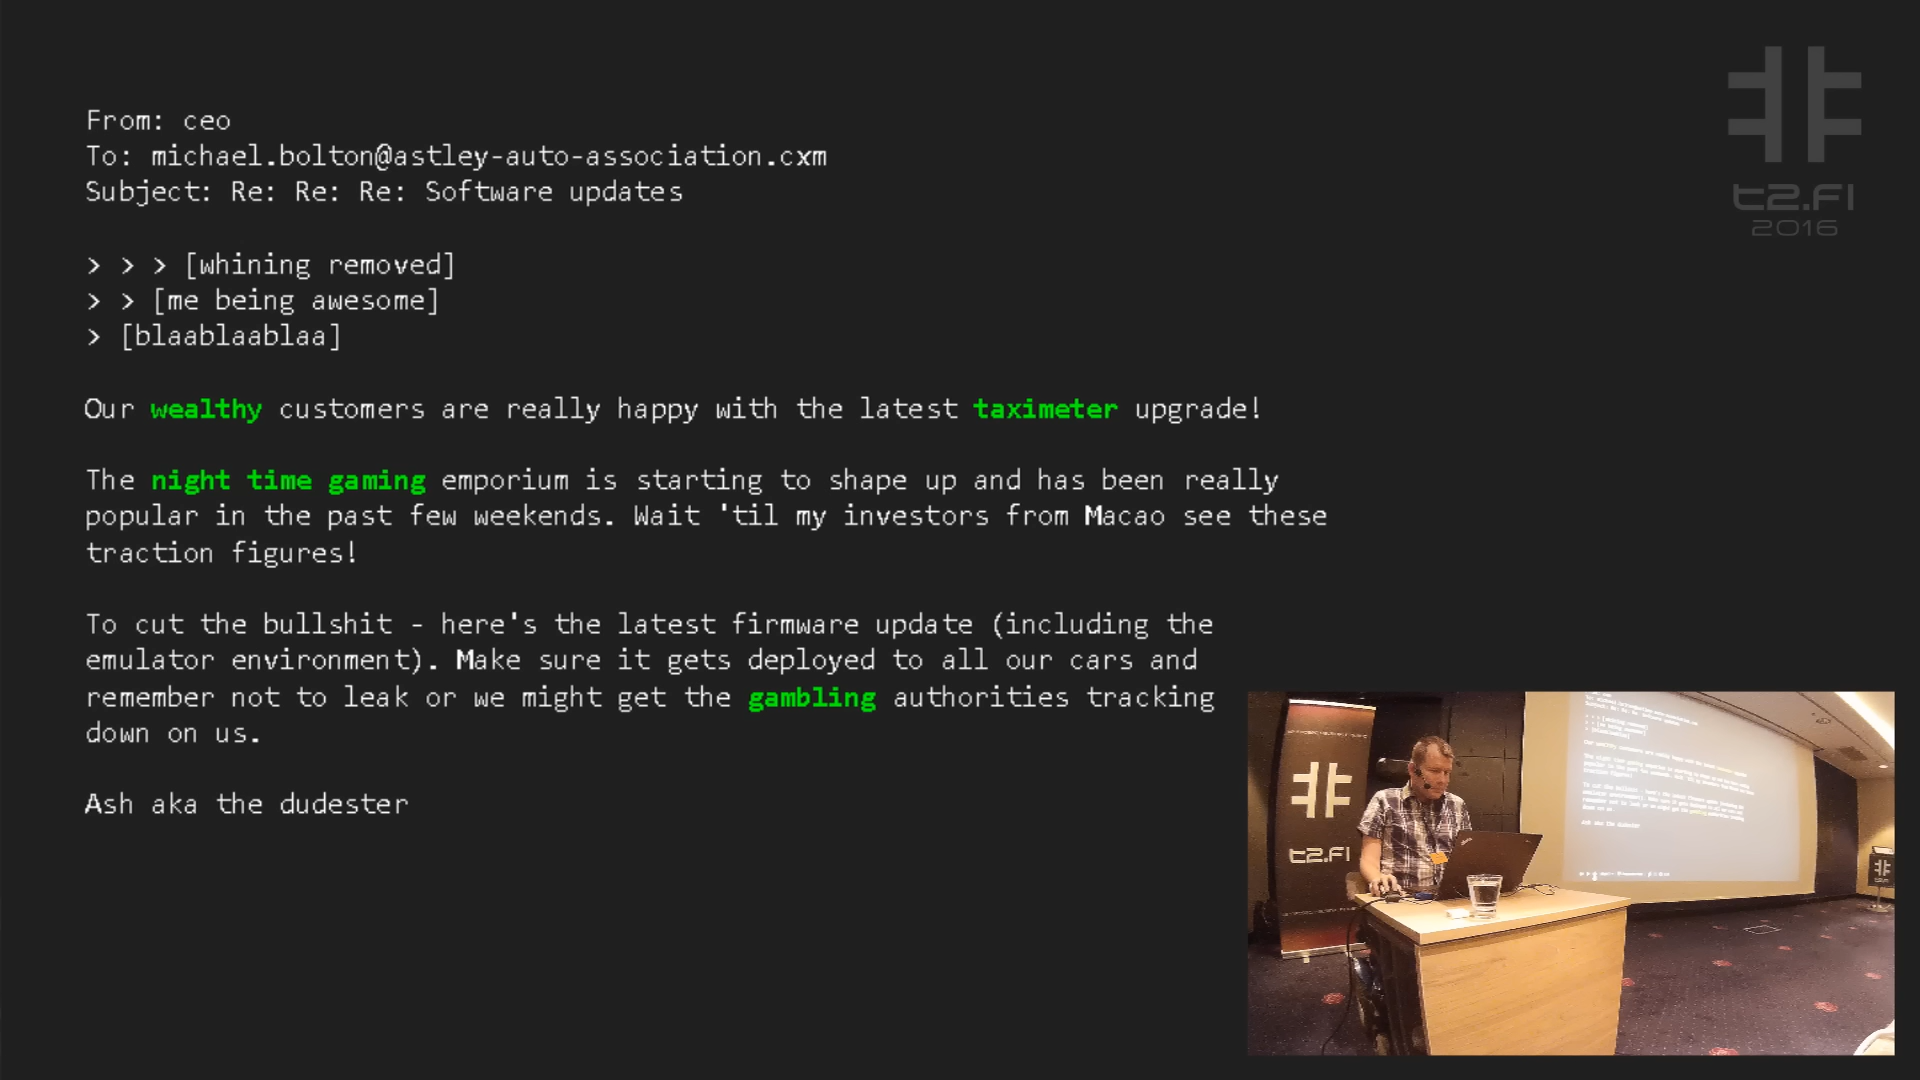 From: ceo
To: michael.bolton@astley-auto-association.cxm
Subject: Re: Re: Re: Software updates
> > > [whining removed]
> > [me being awesome]
> [blaablaablaa]
Our wealthy customers are really happy with the latest taximeter upgrade!
The night time gaming emporium is starting to shape up and has been really
popular in the past few weekends. Wait 'til my investors from Macao see these
traction figures!
To cut the bullshit - here's the latest firmware update (including the
emulator environment). Make sure it gets deployed to all our cars and
remember not to leak or we might get the gambling authorities tracking
down on us.
Ash aka the dudester
t2.fi
2016
t2.fi